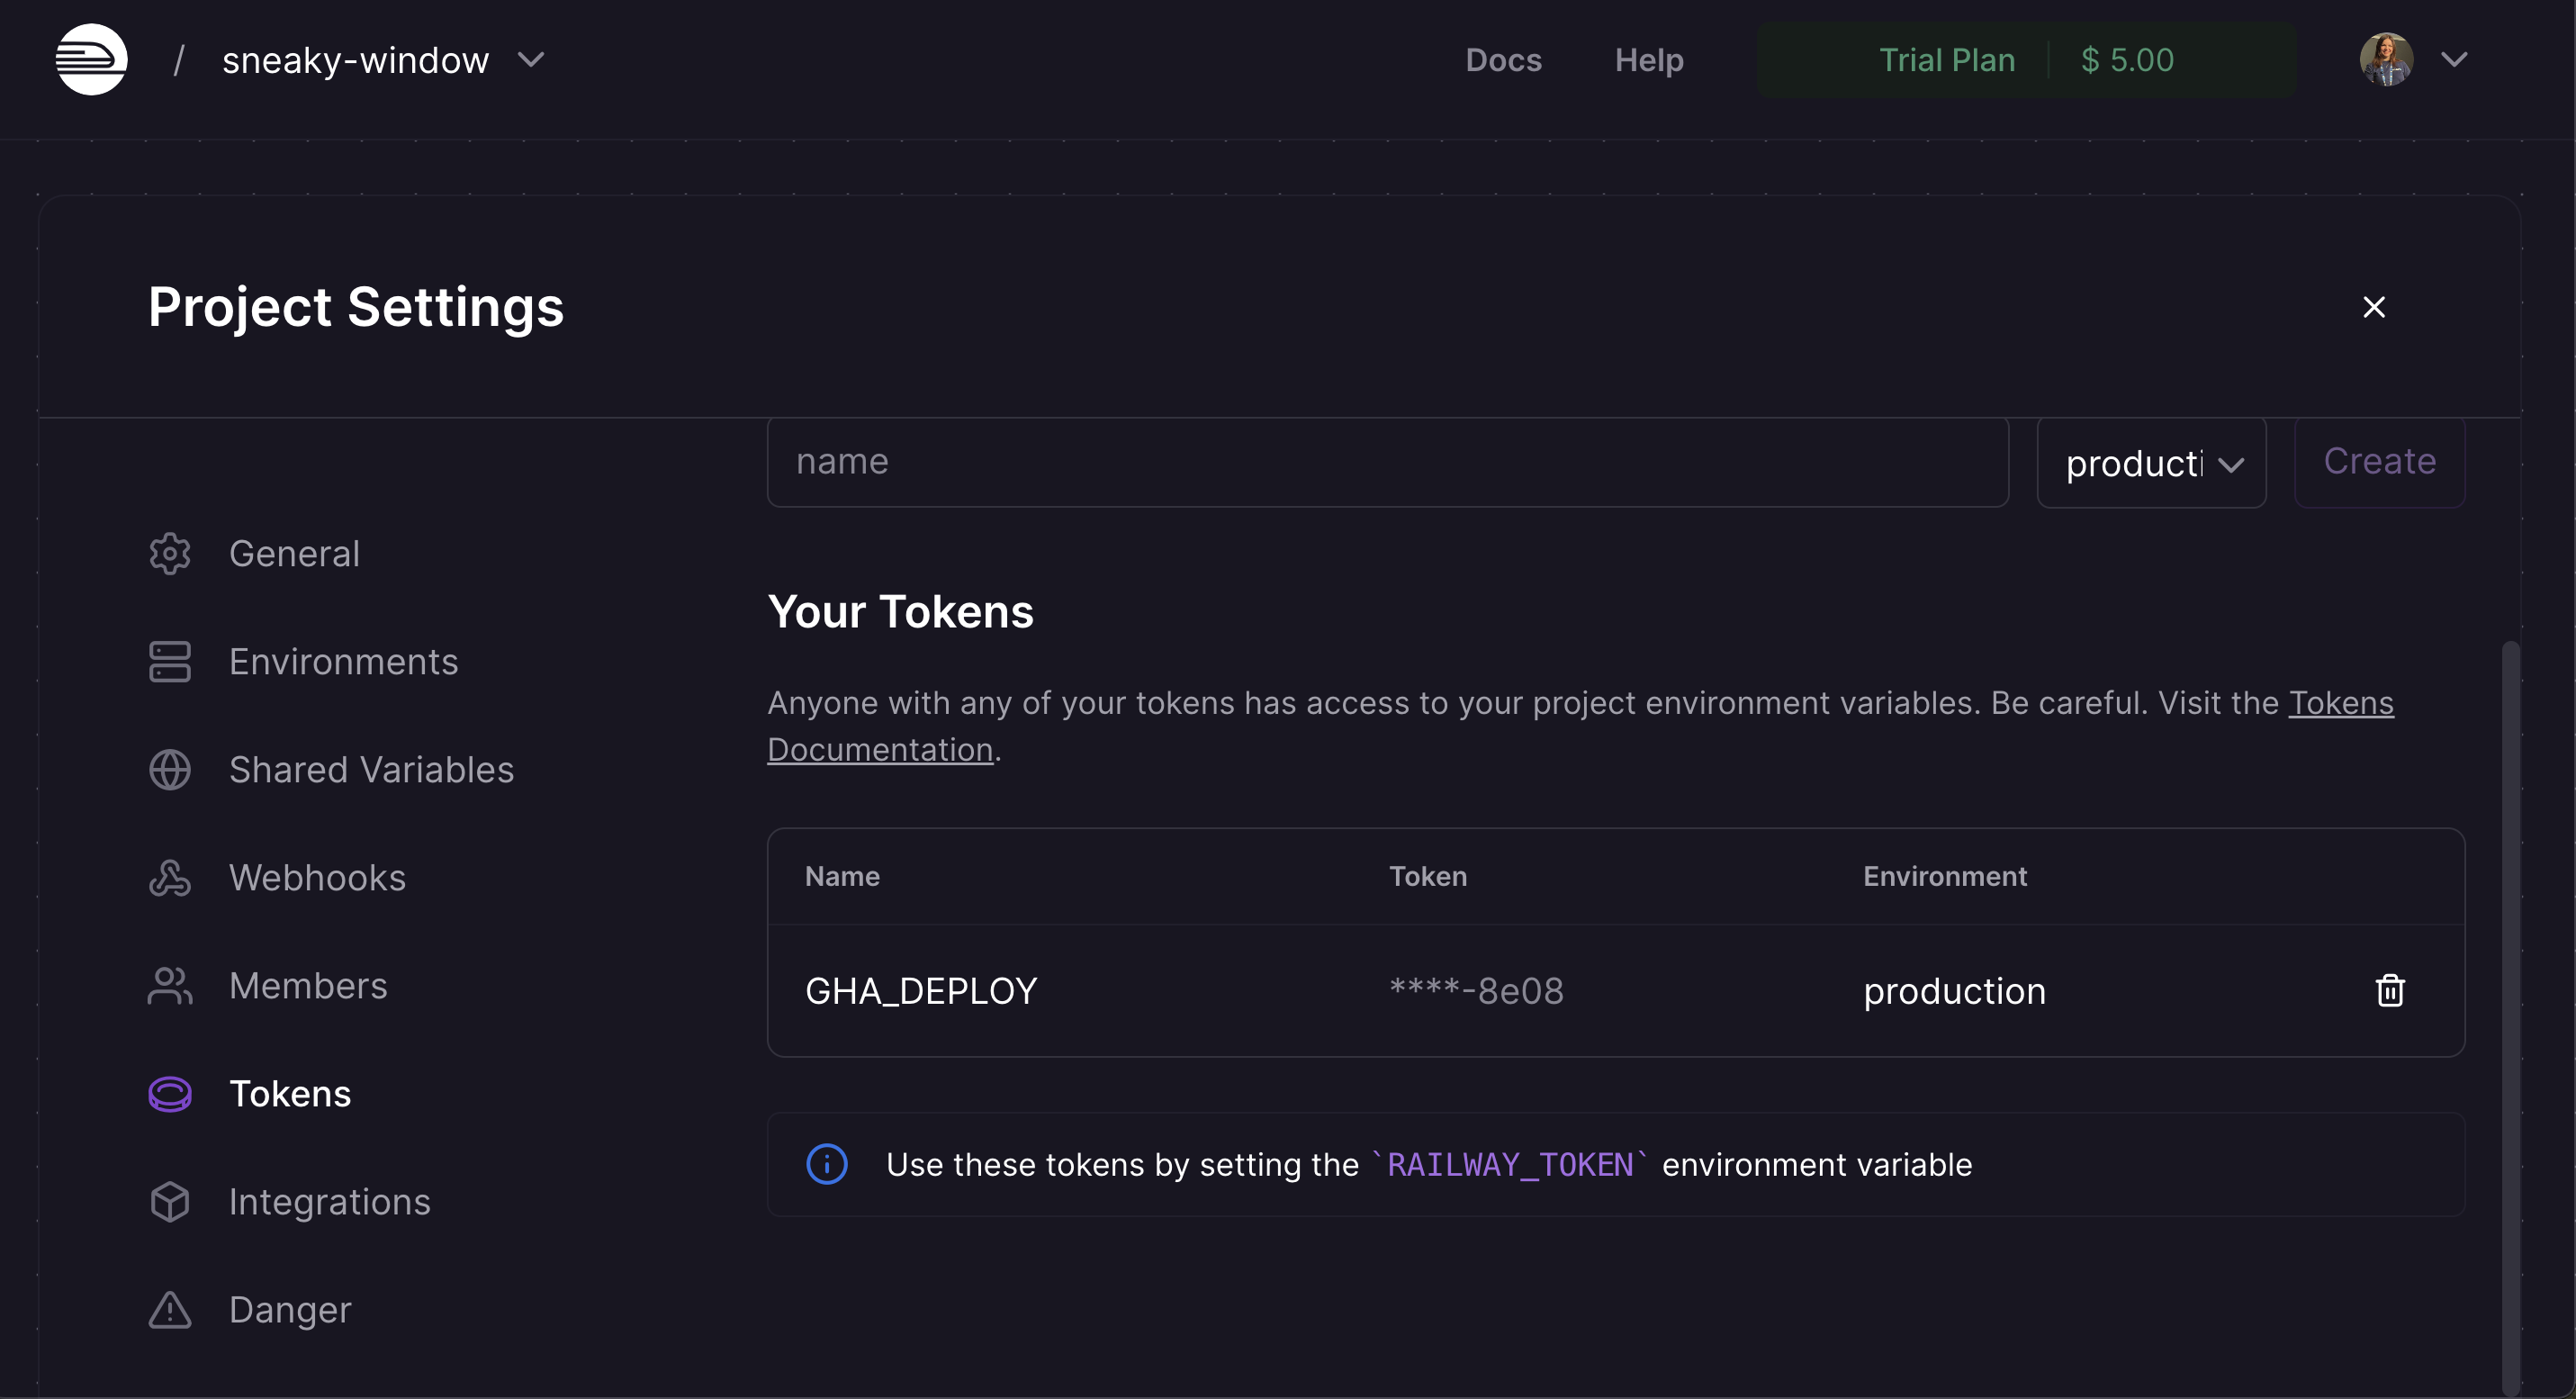 / sneaky-window
Docs Help Trial Plan $ 5.00
Project Settings
name producti Create
General
Environments
Shared Variables
Webhooks
Members
Tokens
Integrations
Danger
Your Tokens
Anyone with any of your tokens has access to your project environment variables. Be careful. Visit the Tokens
Documentation.
Name Token Environment
GHA_DEPLOY ****-8e08 production
Use these tokens by setting the `RAILWAY_TOKEN` environment variable